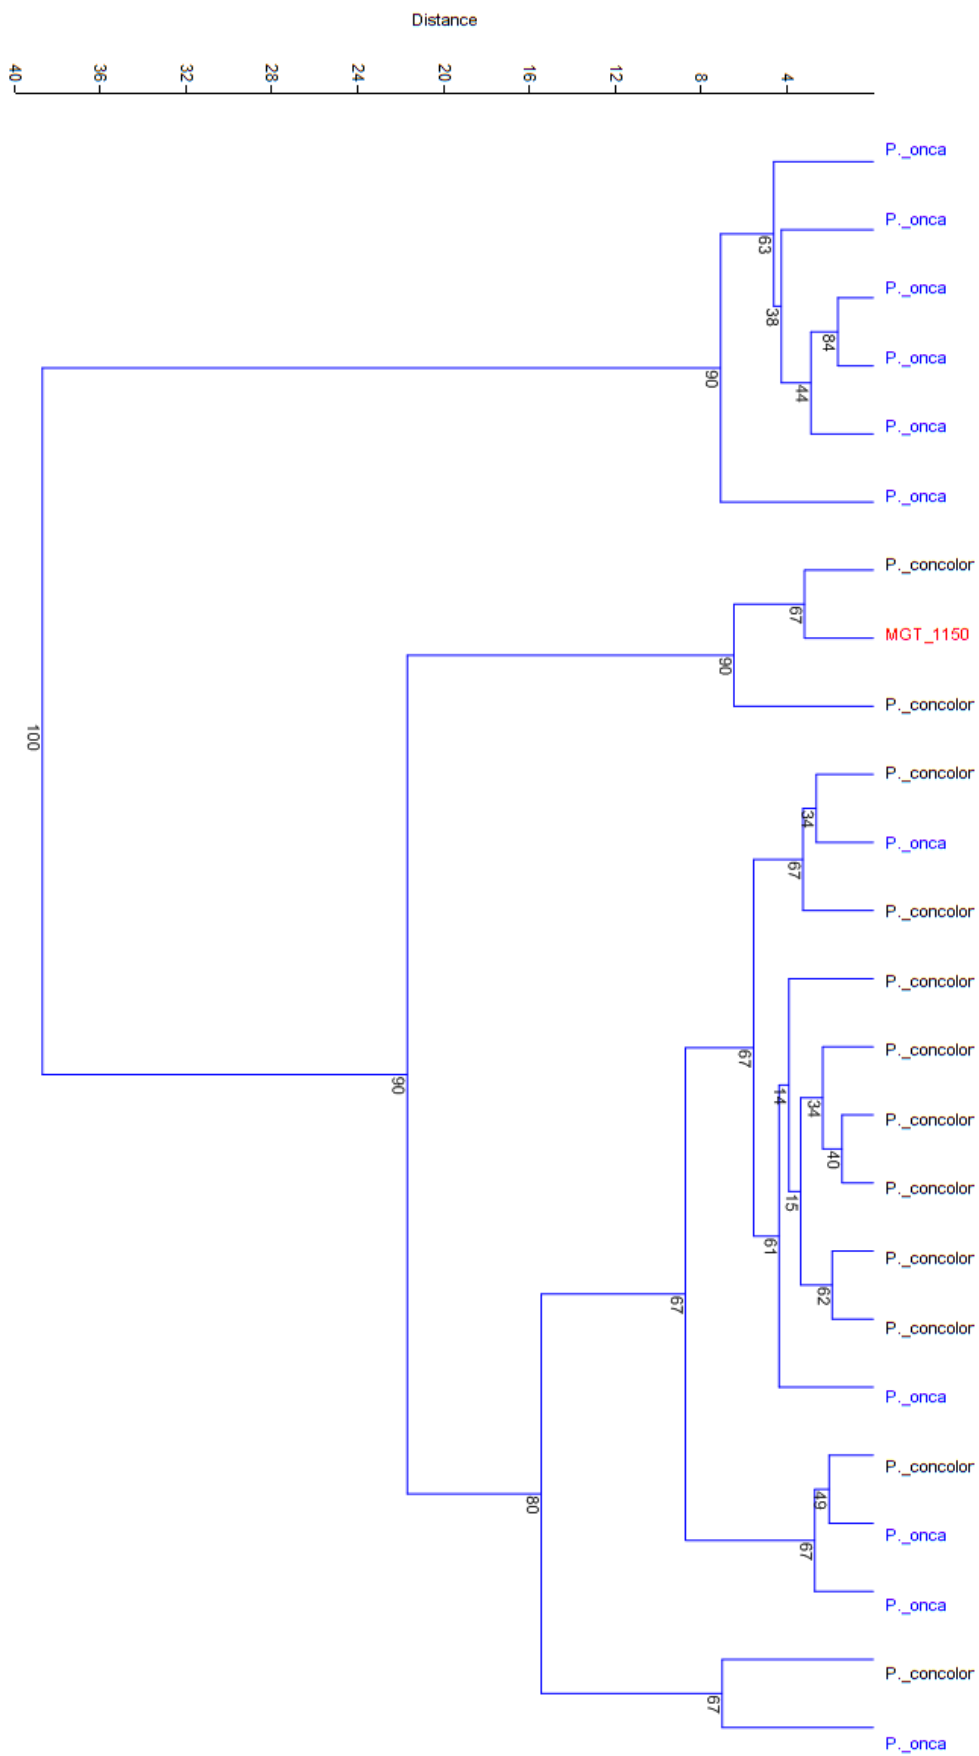 Distance
40
36
32
28
24
20
16
12
8
4
P._onca
P._onca
63
P._onca
38
84
P._onca
90
44
P._onca
P._onca
P._concolor
67
MGT_1150
90
P._concolor
100
P._concolor
34
P._onca
67
P._concolor
P._concolor
67
P._concolor
90
14
34
P._concolor
40
P._concolor
15
61
P._concolor
62
67
P._concolor
P._onca
P._concolor
80
49
P._onca
67
P._onca
P._concolor
67
P._onca